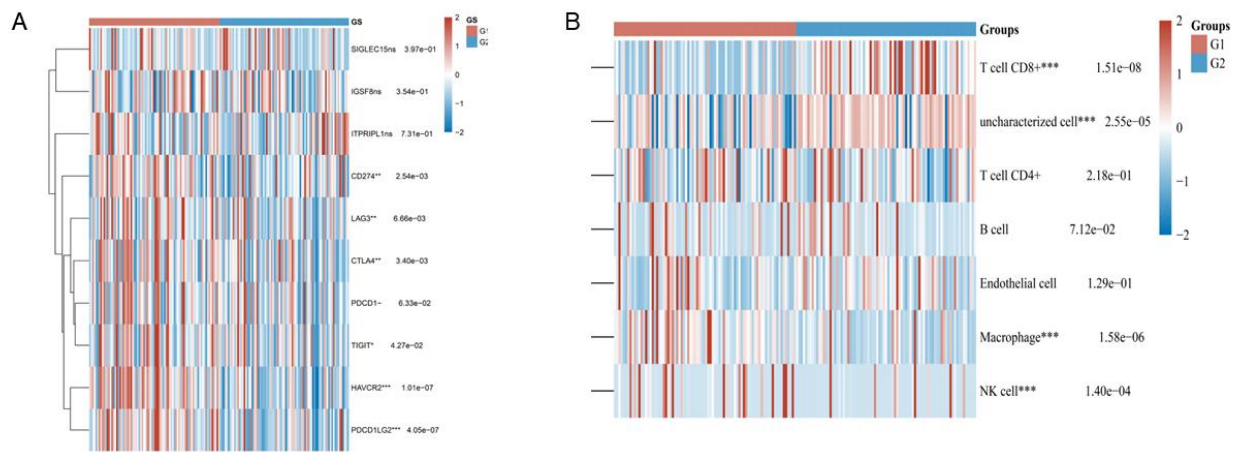 A
GS
GS
G1
G2
2
1
0
−1
−2
SIGLEC15ns 3.97e−01
IGSF8ns 3.54e−01
ITPRIPL1ns 7.31e−01
CD274** 2.54e−03
LAG3** 6.66e−03
CTLA4** 3.40e−03
PDCD1− 6.33e−02
TIGIT* 4.27e−02
HAVCR2*** 1.01e−07
PDCD1LG2*** 4.05e−07
B
Groups
Groups
G1
G2
2
1
0
−1
−2
T cell CD8+*** 1.51e−08
uncharacterized cell*** 2.55e−05
T cell CD4+ 2.18e−01
B cell 7.12e−02
Endothelial cell 1.29e−01
Macrophage*** 1.58e−06
NK cell*** 1.40e−04